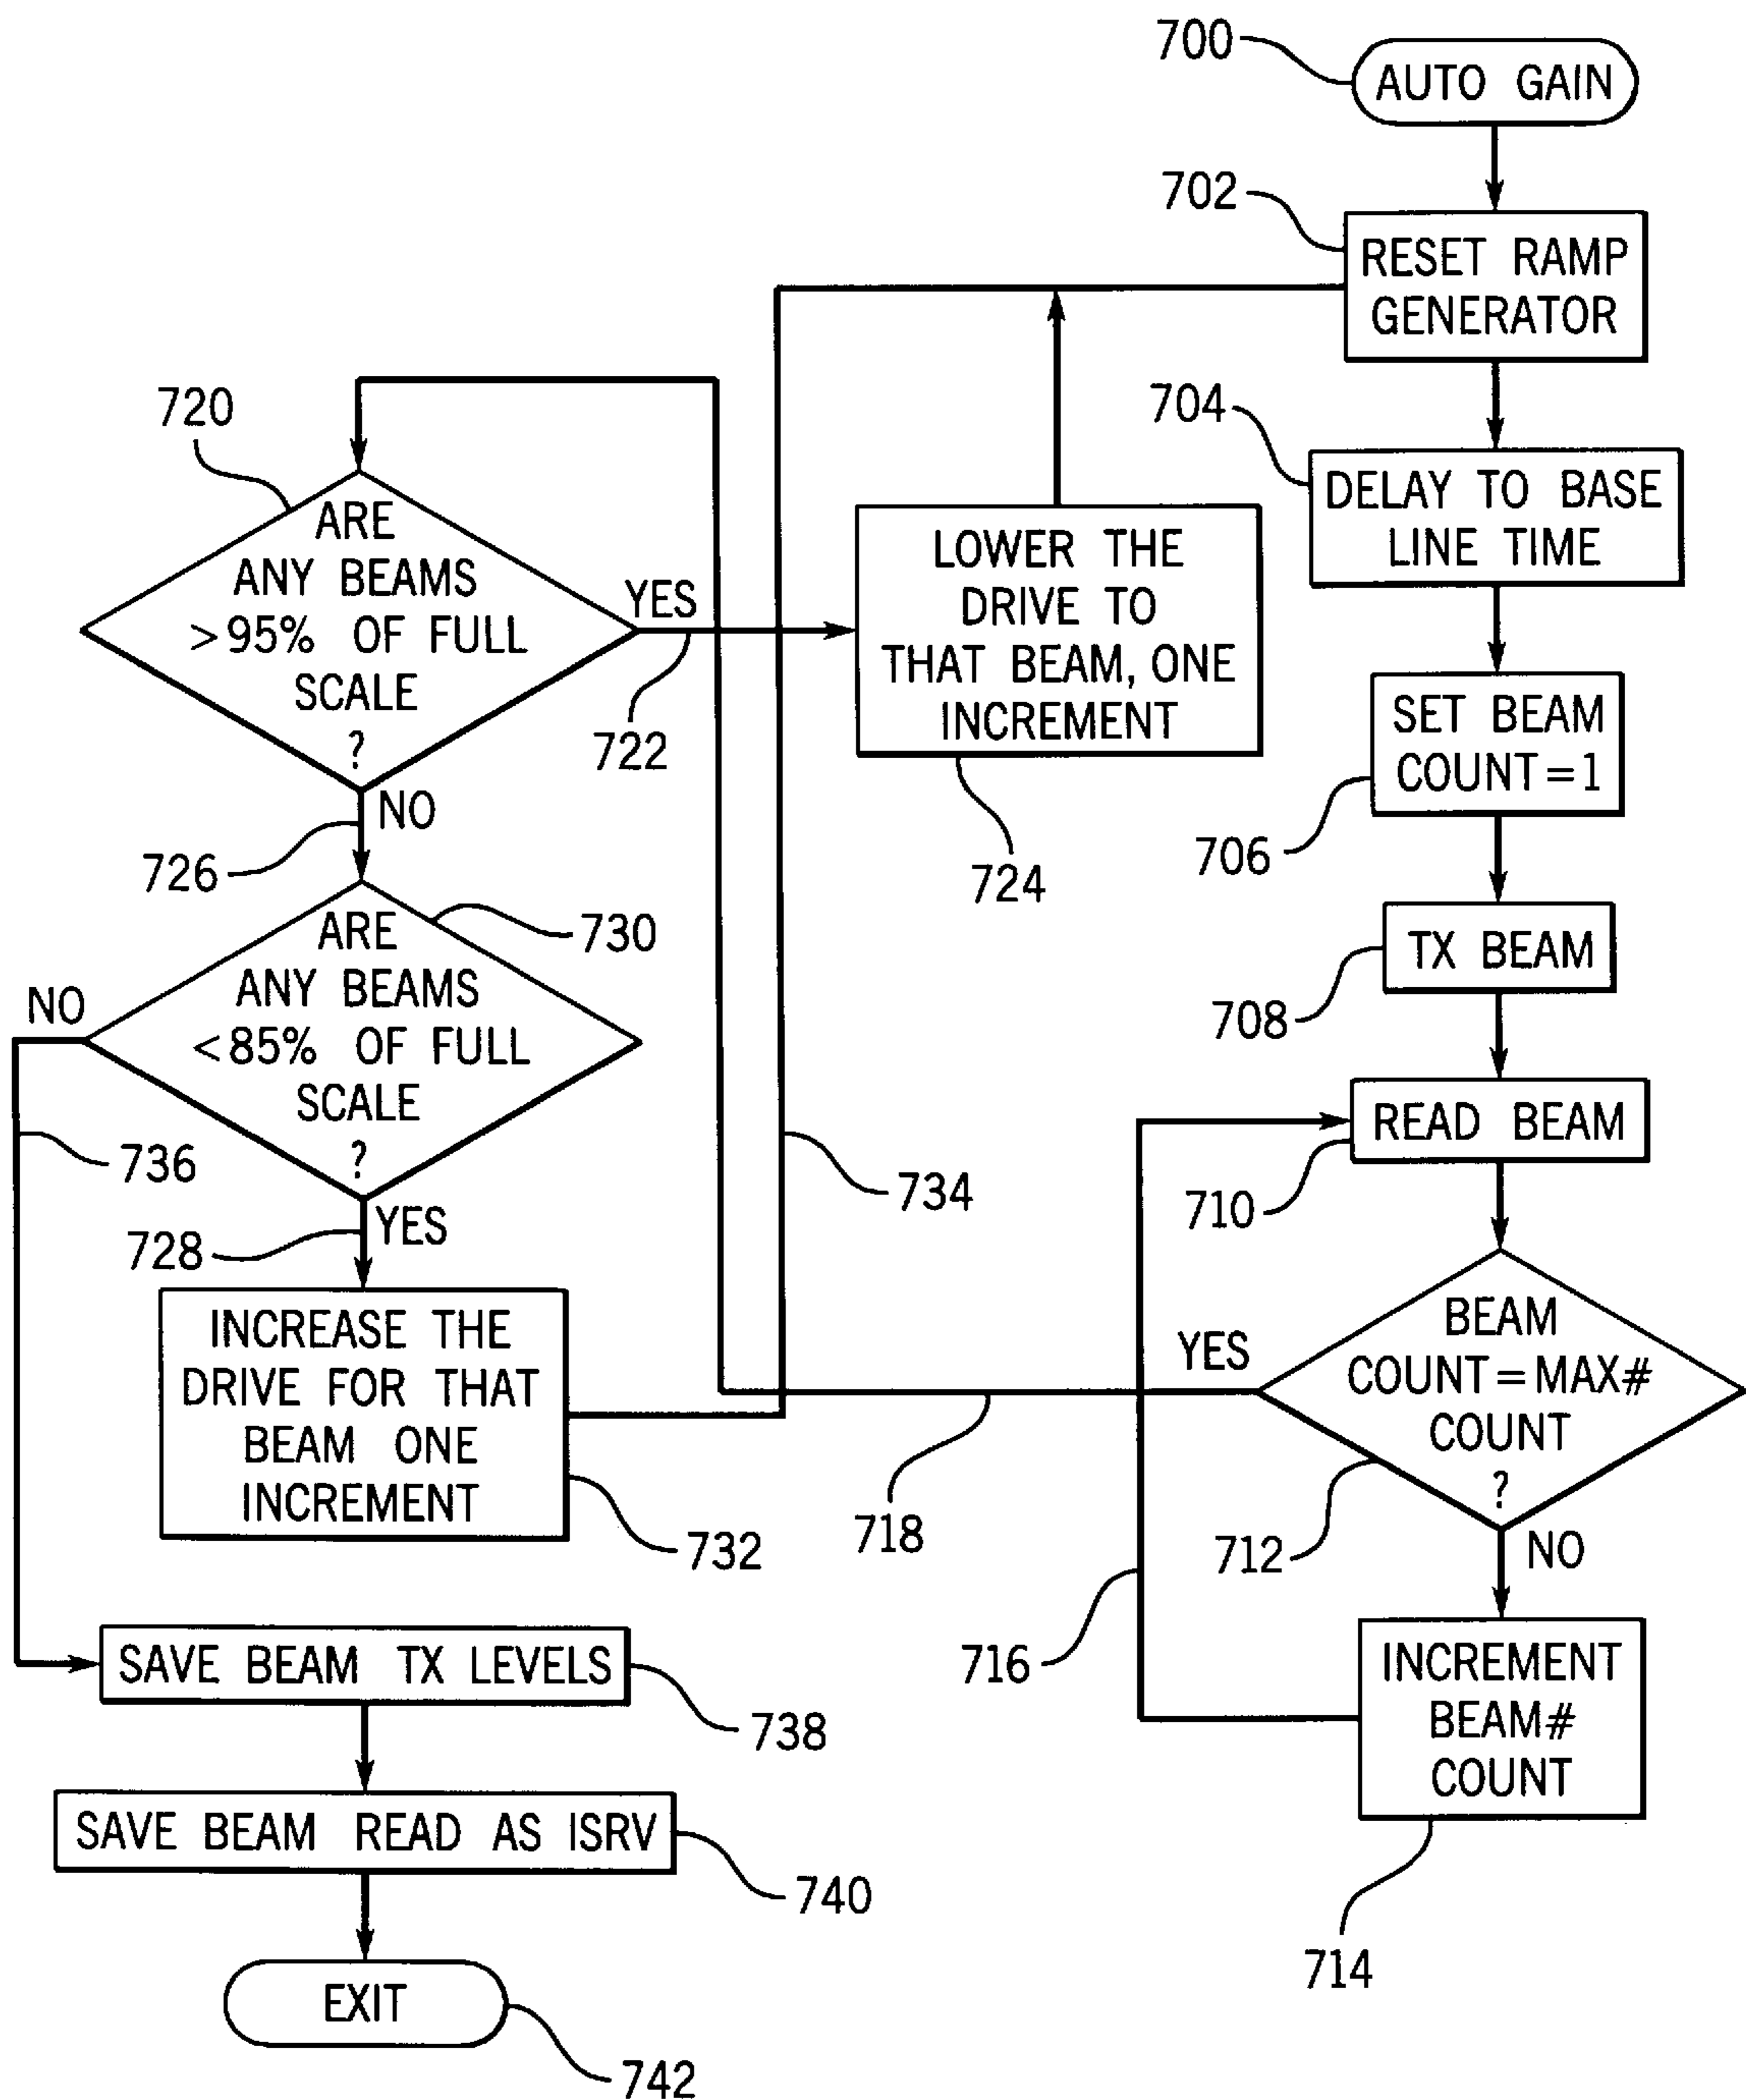 700
AUTO GAIN
702
RESET RAMP
GENERATOR
704
DELAY TO BASE
LINE TIME
706
SET BEAM
COUNT=1
708
TX BEAM
710
READ BEAM
712
BEAM
COUNT=MAX#
COUNT
?
YES
NO
714
INCREMENT
BEAM#
COUNT
716
718
720
ARE
ANY BEAMS
>95% OF FULL
SCALE
?
YES
722
724
LOWER THE
DRIVE TO
THAT BEAM, ONE
INCREMENT
NO
726
730
ARE
ANY BEAMS
<85% OF FULL
SCALE
?
NO
736
YES
728
734
INCREASE THE
DRIVE FOR THAT
BEAM ONE
INCREMENT
732
SAVE BEAM TX LEVELS
738
SAVE BEAM READ AS ISRV
740
EXIT
742